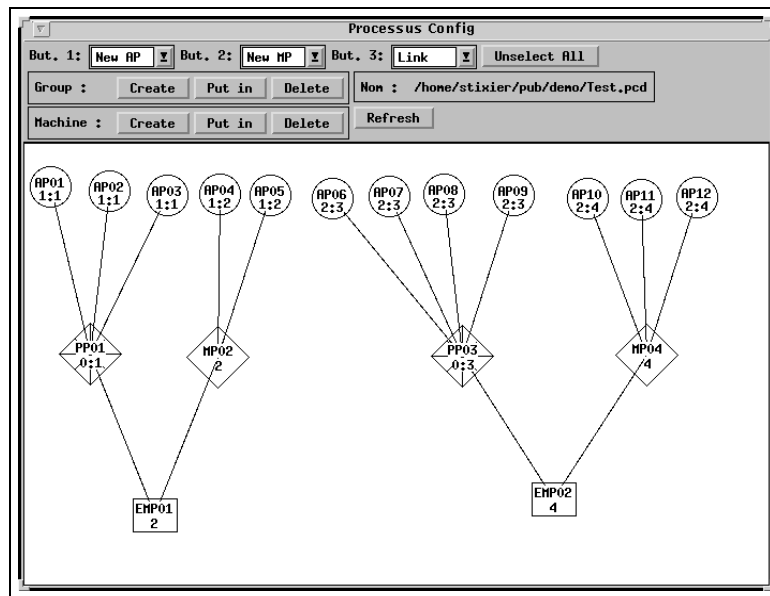 Processus Config
But. 1: New AP But. 2: New MP But. 3: Link Unselect All
Group : Create Put in Delete Nom : /home/stixier/pub/demo/Test.pcd
Machine : Create Put in Delete Refresh
AP01 AP02 AP03 AP04 AP05 AP06 AP07 AP08 AP09 AP10 AP11 AP12
1:1 1:1 1:1 1:2 1:2 2:3 2:3 2:3 2:3 2:4 2:4 2:4
PP01 MP02 PP03 MP04
0:1 2 0:3 4
EMP01 EMP02
2 4